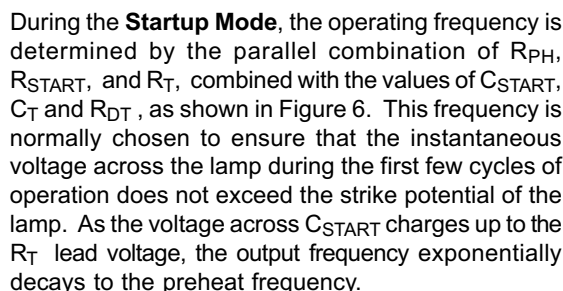 During the Startup Mode, the operating frequency is
determined by the parallel combination of RPH,
RSTART, and RT, combined with the values of CSTART,
CT and RDT , as shown in Figure 6. This frequency is
normally chosen to ensure that the instantaneous
voltage across the lamp during the first few cycles of
operation does not exceed the strike potential of the
lamp. As the voltage across CSTART charges up to the
RT lead voltage, the output frequency exponentially
decays to the preheat frequency.